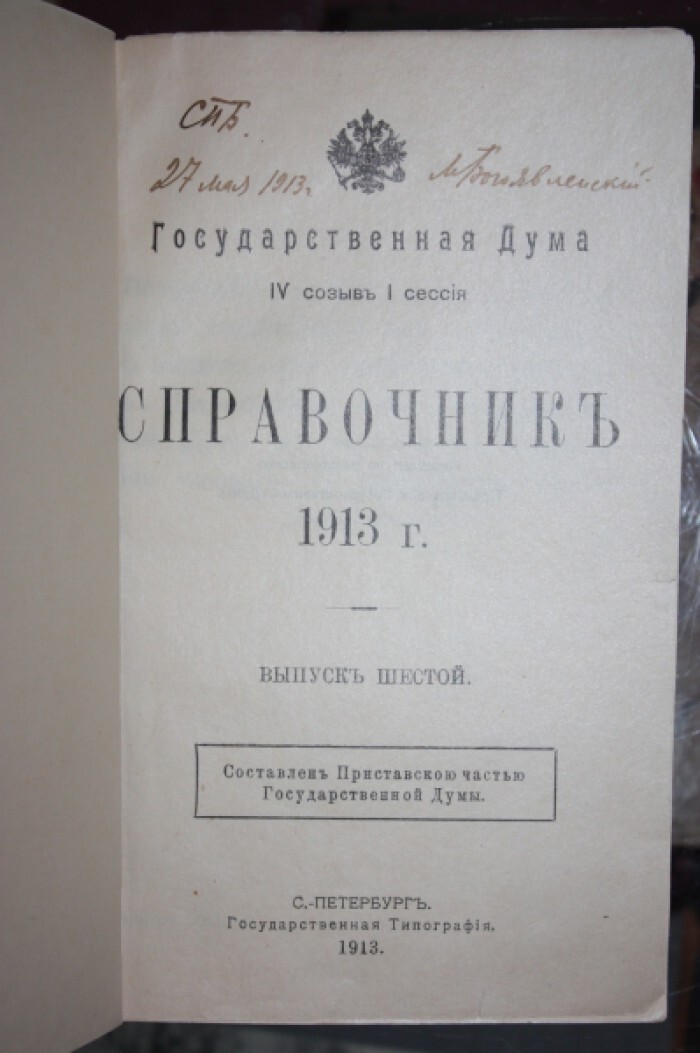 СПБ.
27 мая 1913 г. М Богоявленскій
Государственная Дума
IV созывъ I сессія
СПРАВОЧНИКЪ
1913 г.
ВЫПУСКЪ ШЕСТОЙ.
Составленъ Приставскою частью
Государственной Думы.
С.-ПЕТЕРБУРГЪ.
Государственная Типографія.
1913.